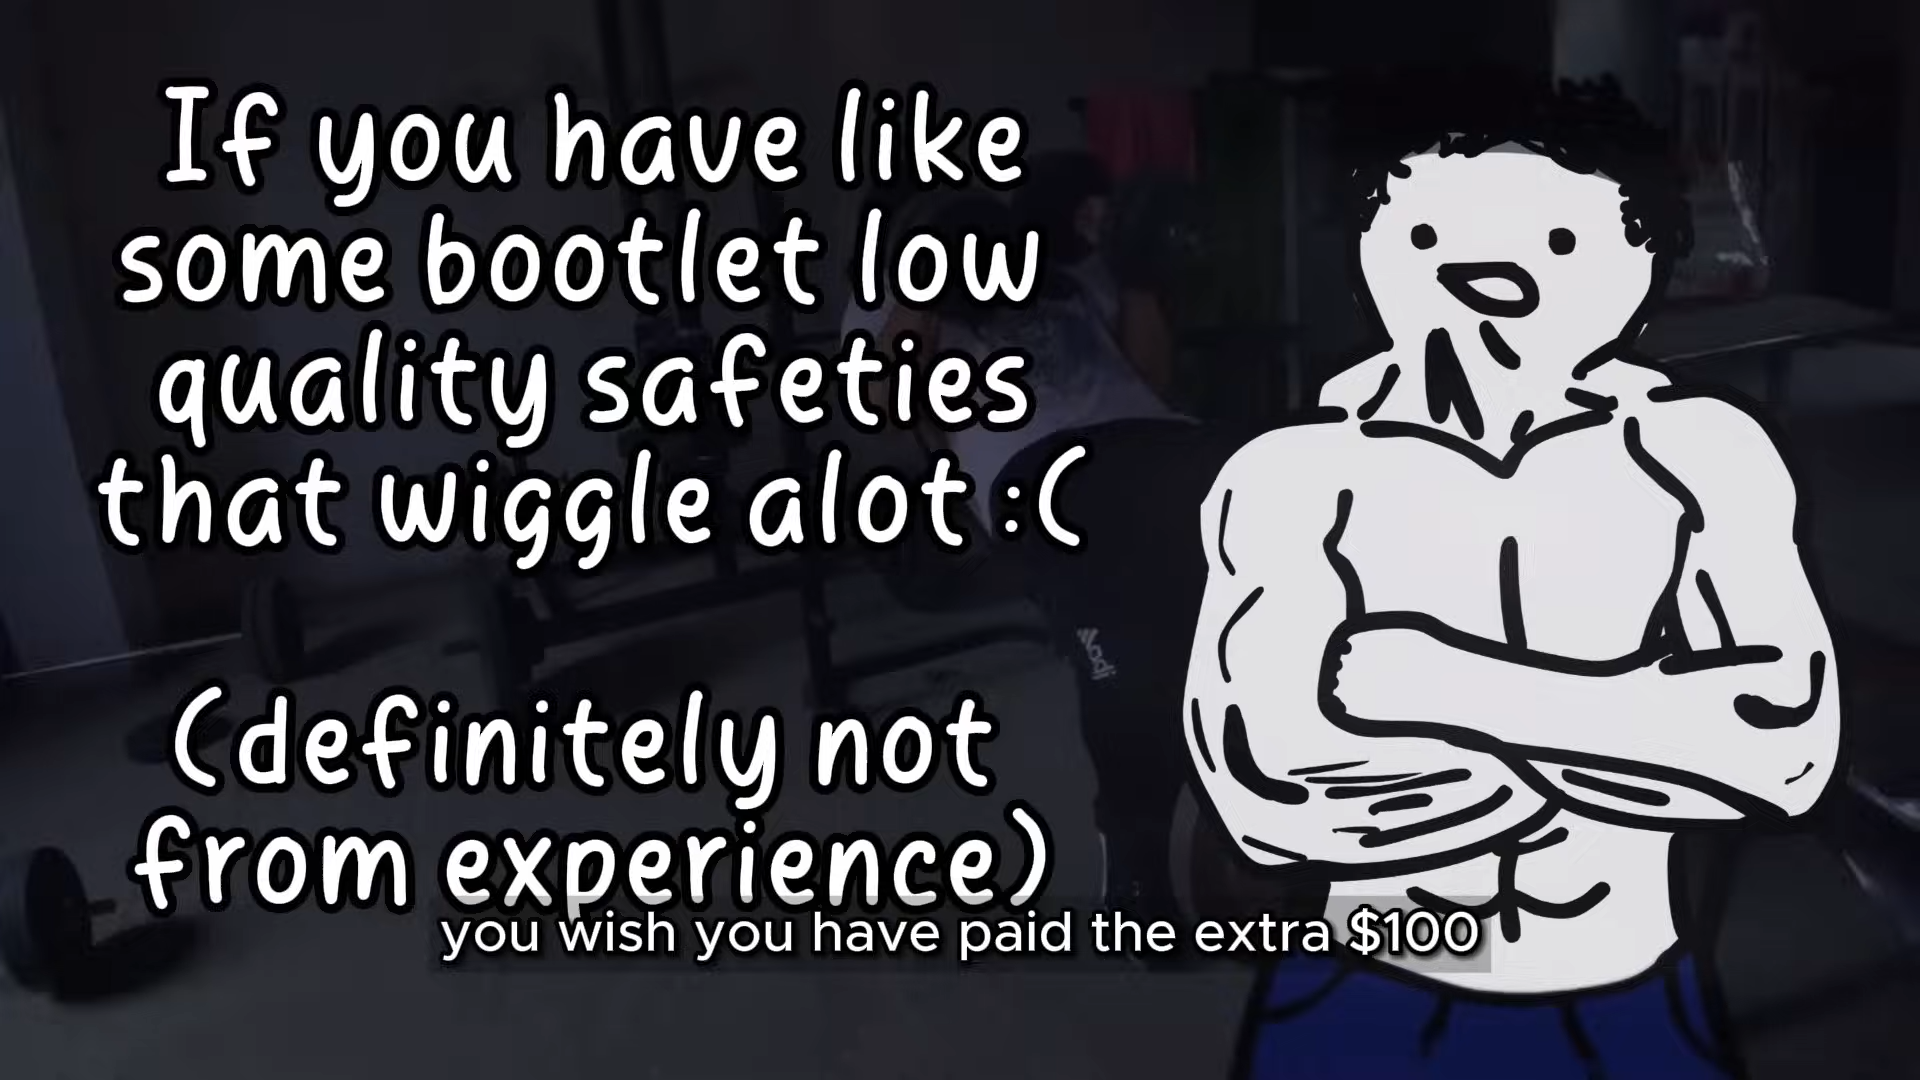 If you have like
some bootlet low
quality safeties
that wiggle alot :(
(definitely not
from experience)
you wish you have paid the extra $100
adi